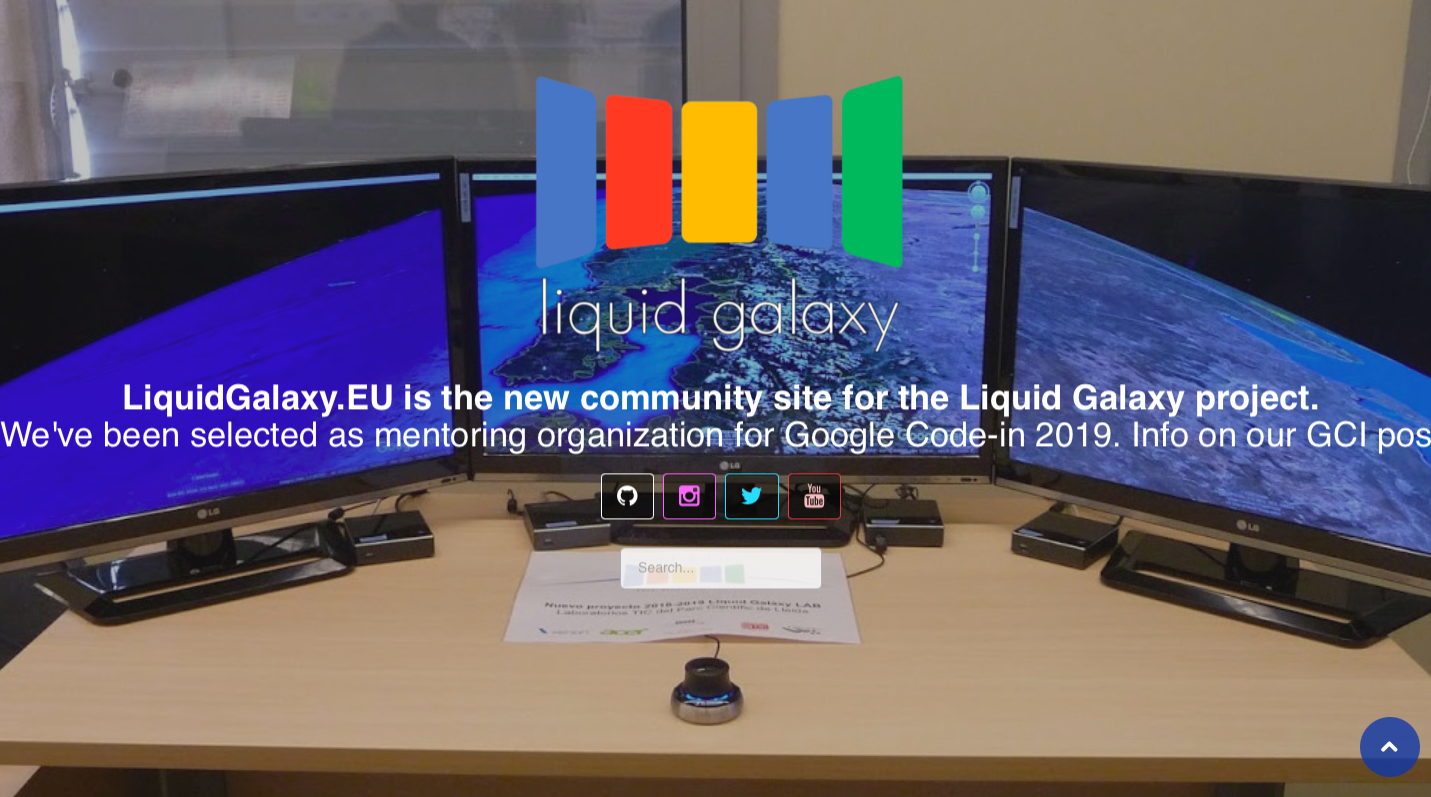 liquid galaxy
LiquidGalaxy.EU is the new community site for the Liquid Galaxy project.
We've been selected as mentoring organization for Google Code-in 2019. Info on our GCI pos
LG
LG
LG
You
Tube
Search...
Nuevo proyecto 2018-2019 Liquid Galaxy LAB
Laboratorios TIC del Parc Científic de Lleida
acer